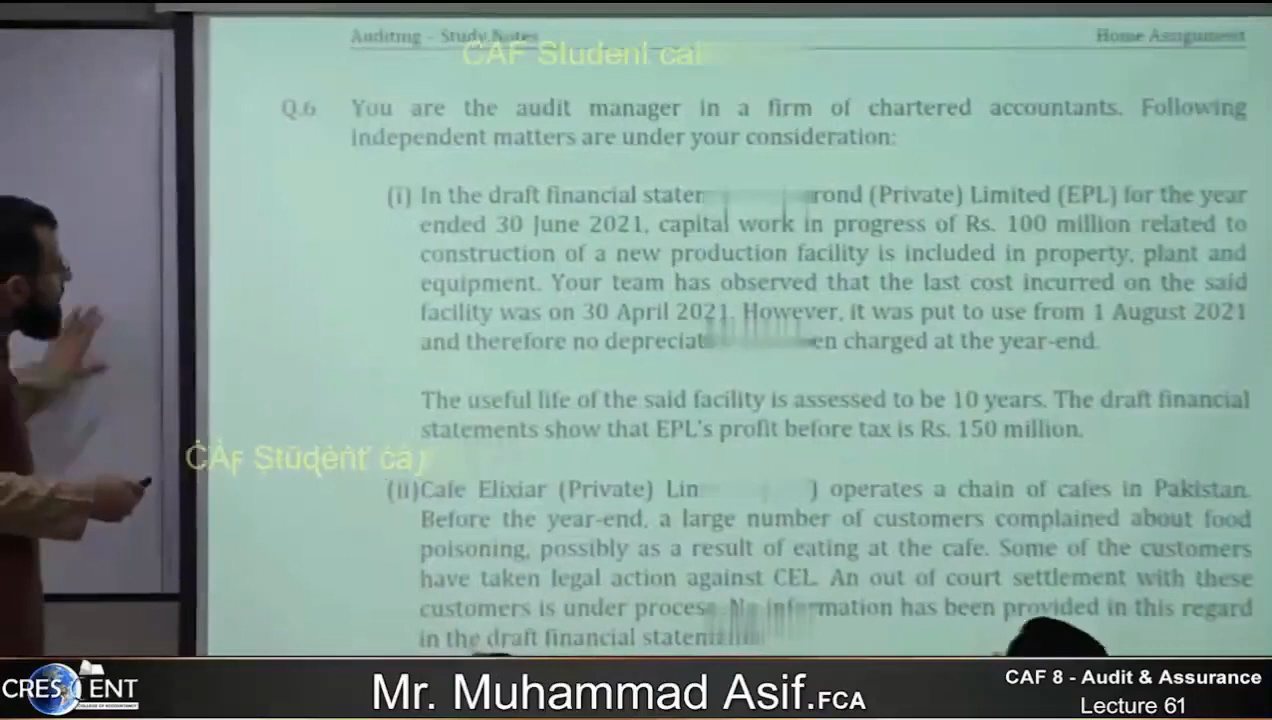 Auditing - Study Notes
Home Assignment
CAF Student cal
Q.6 You are the audit manager in a firm of chartered accountants. Following
independent matters are under your consideration:
(i) In the draft financial stater rond (Private) Limited (EPL) for the year
ended 30 June 2021, capital work in progress of Rs. 100 million related to
construction of a new production facility is included in property, plant and
equipment. Your team has observed that the last cost incurred on the said
facility was on 30 April 2021. However, it was put to use from 1 August 2021
and therefore no depreciat en charged at the year-end.
The useful life of the said facility is assessed to be 10 years. The draft financial
statements show that EPL's profit before tax is Rs. 150 million.
CAF Student ca
(ii) Cafe Elixiar (Private) Lin ) operates a chain of cafes in Pakistan.
Before the year-end, a large number of customers complained about food
poisoning, possibly as a result of eating at the cafe. Some of the customers
have taken legal action against CEL. An out of court settlement with these
customers is under process. No information has been provided in this regard
in the draft financial statem
CRESCENT
COLLEGE OF ACCOUNTANCY
Mr. Muhammad Asif.FCA
CAF 8 - Audit & Assurance
Lecture 61